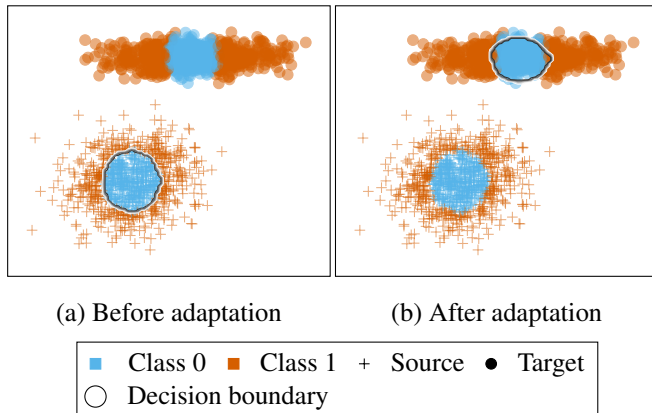 (a) Before adaptation
(b) After adaptation
Class 0 Class 1 Source Target
Decision boundary